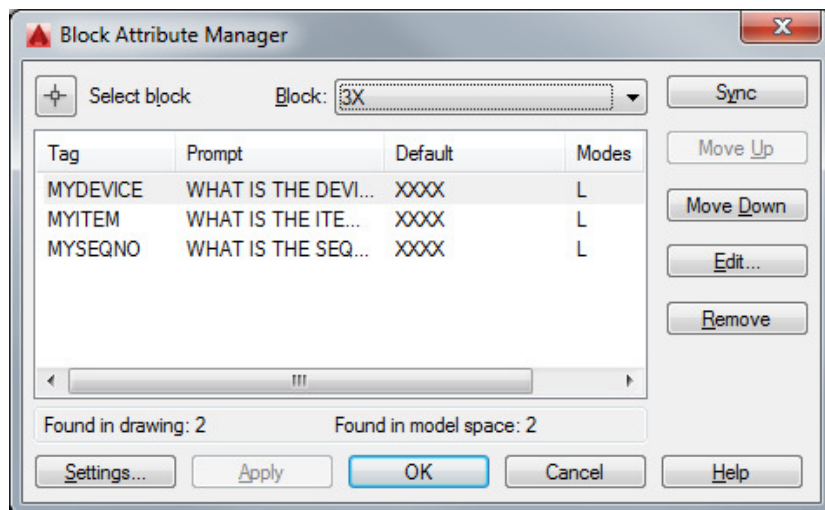 Block Attribute Manager
Select block Block: 3X Sync
Tag Prompt Default Modes Move Up
MYDEVICE WHAT IS THE DEVI... XXXX L
MYITEM WHAT IS THE ITE... XXXX L Move Down
MYSEQNO WHAT IS THE SEQ... XXXX L
Edit...
Remove
Found in drawing: 2 Found in model space: 2
Settings... Apply OK Cancel Help